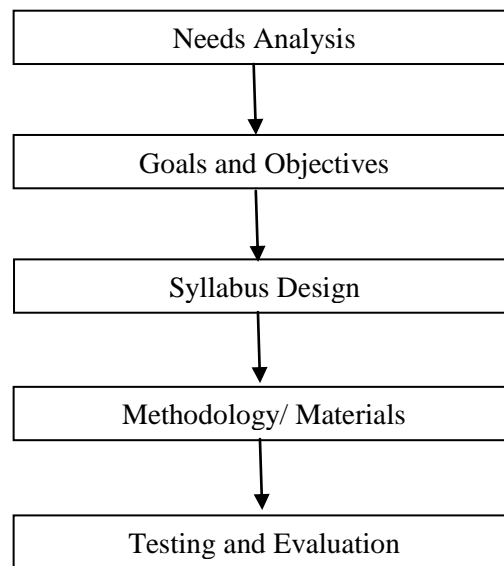 Needs Analysis
Goals and Objectives
Syllabus Design
Methodology/ Materials
Testing and Evaluation